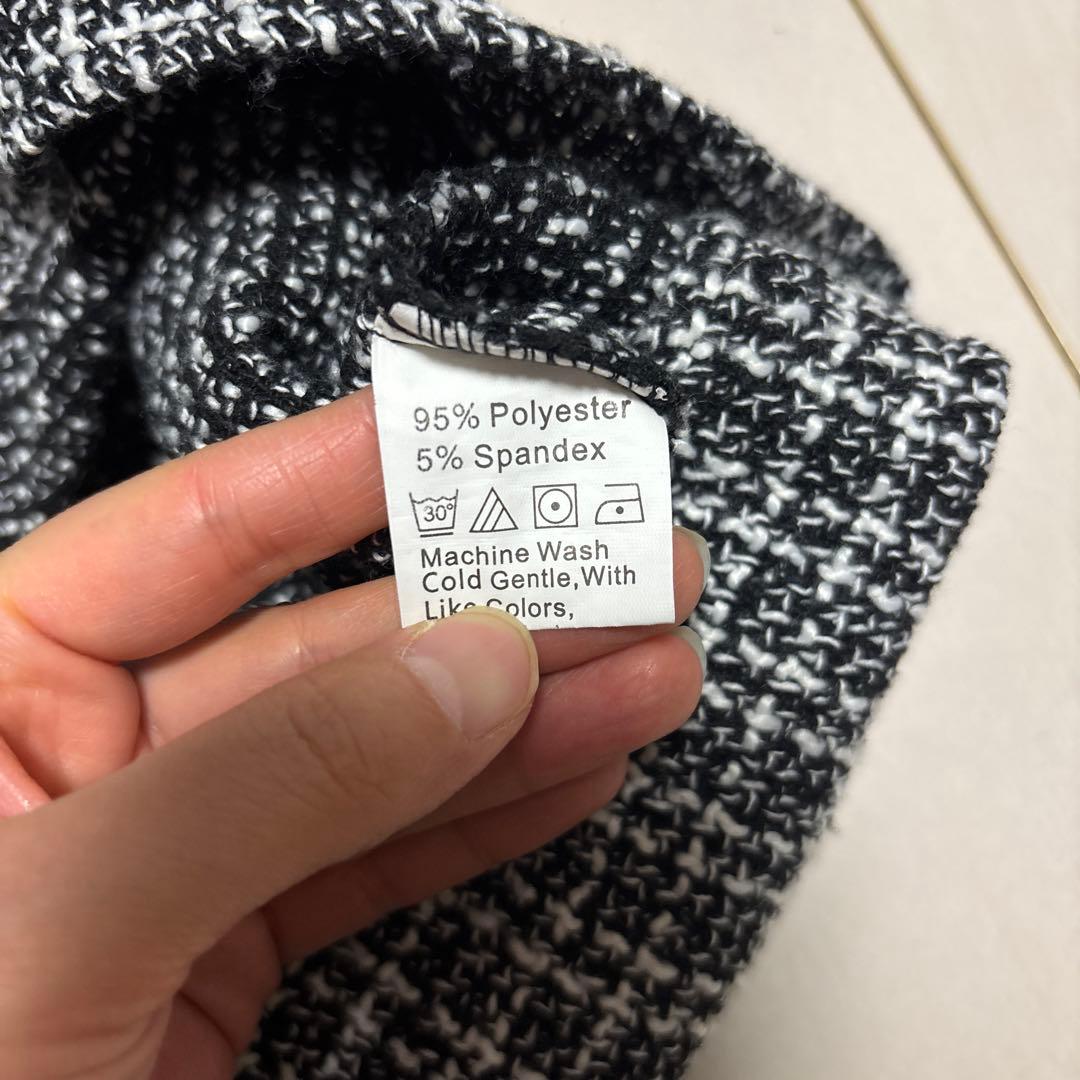 95% Polyester
5% Spandex
30°
Machine Wash
Cold Gentle,With
Like Colors,